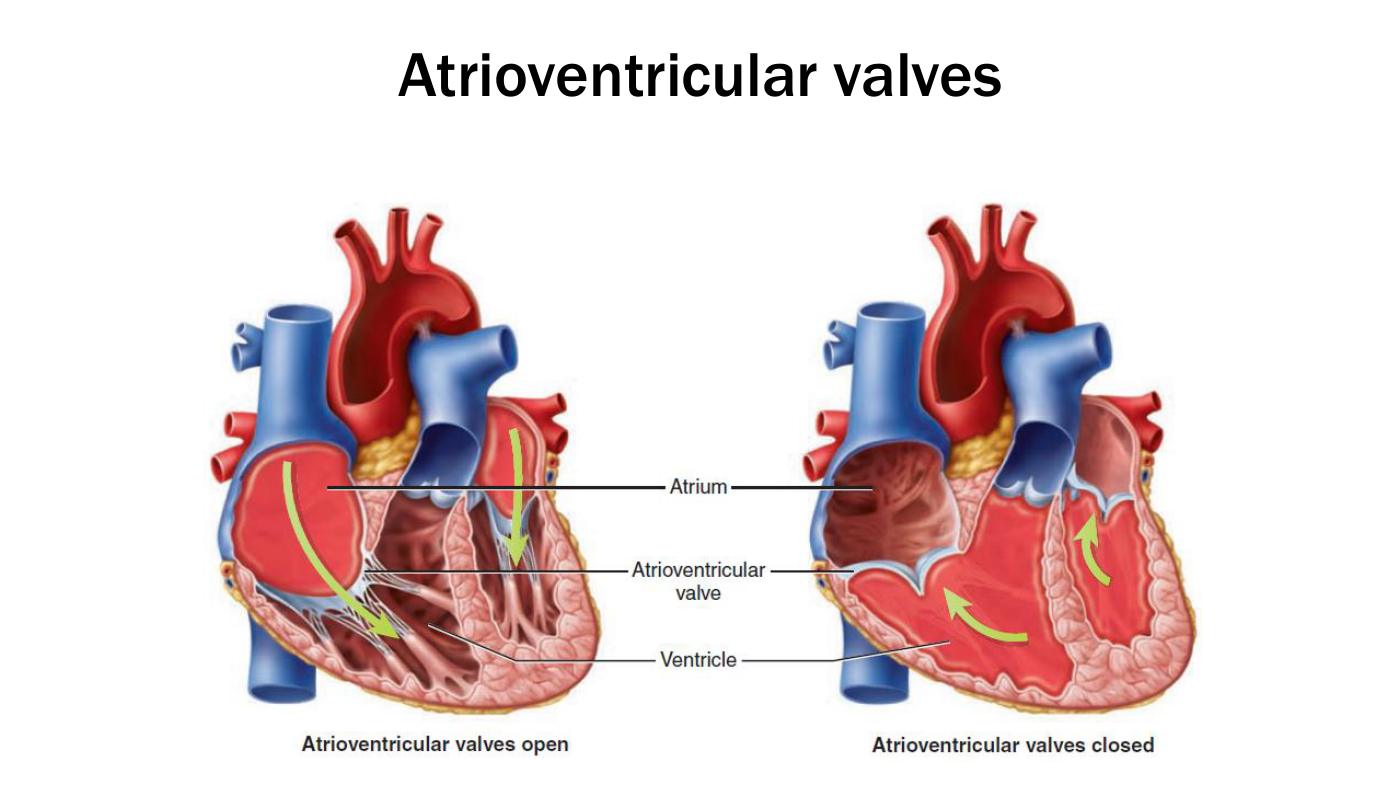 Atrioventricular valves
Atrium
Atrioventricular
valve
Ventricle
Atrioventricular valves open
Atrioventricular valves closed